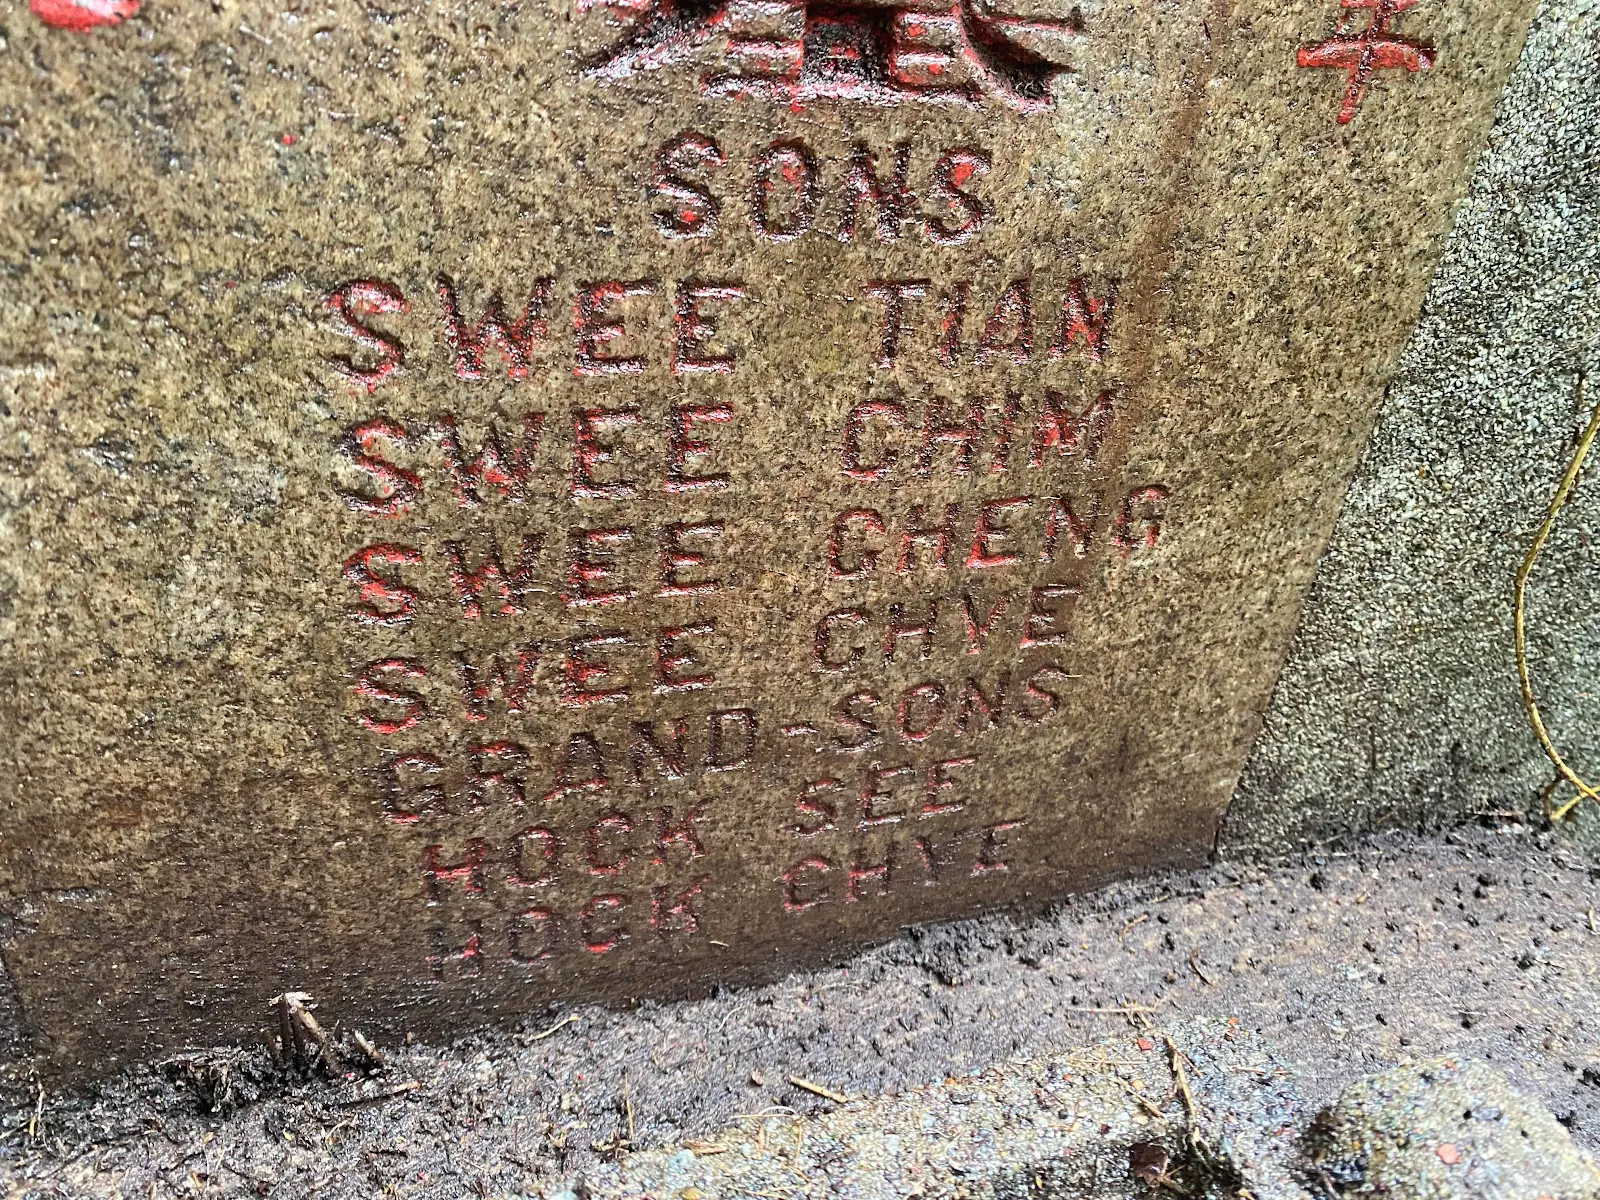 SONS
SWEE TIAN
SWEE CHIM
SWEE CHENG
SWEE CHYE
GRAND-SONS
HOCK SEE
HOCK CHYE